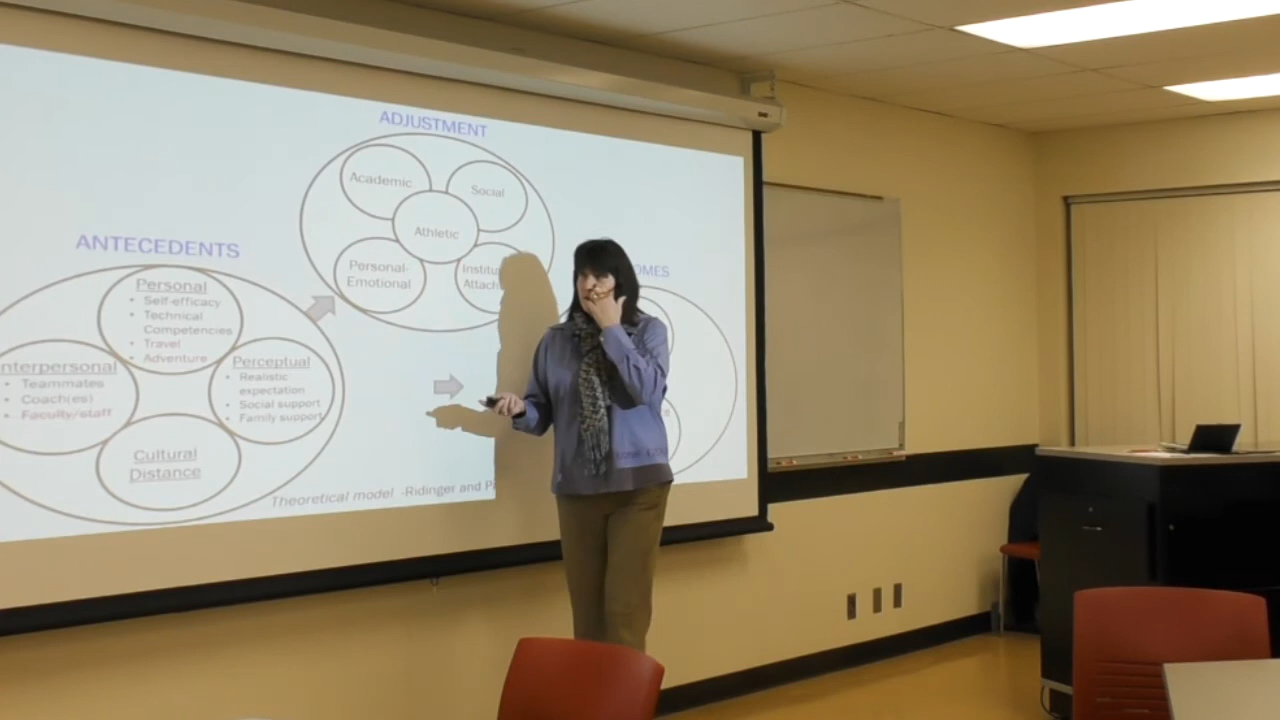 ADJUSTMENT
Academic
Social
Athletic
Personal-
Emotional
ANTECEDENTS
Personal
• Self-efficacy
• Technical
Competencies
• Travel
• Adventure
nterpersonal
• Teammates
• Coach(es)
• Faculty/staff
Perceptual
• Realistic
expectation
• Social support
• Family support
Cultural
Distance
Theoretical model -Ridinger and P
OMES